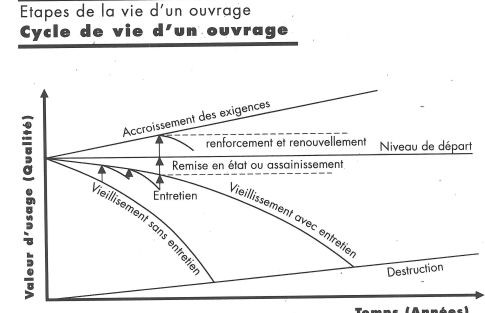 Etapes de la vie d'un ouvrage
Cycle de vie d'un ouvrage
Valeur d'usage (Qualité)
Accroissement des exigences
renforcement et renouvellement
Niveau de départ
Remise en état ou assainissement
Entretien
Vieillissement sans entretien
Vieillissement avec entretien
Destruction
Temps (Années)